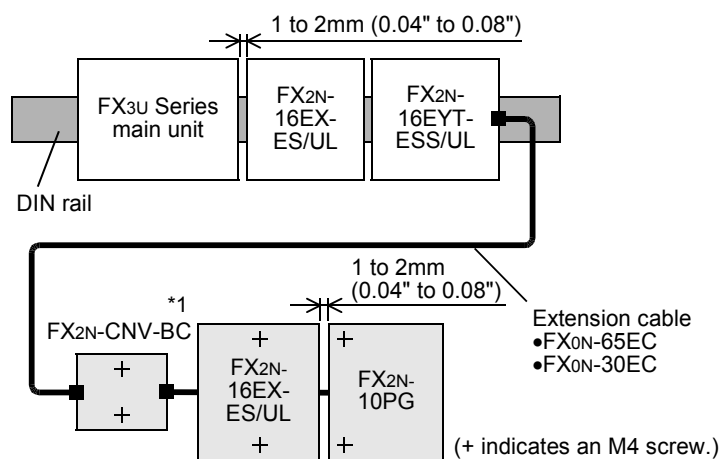 1 to 2mm (0.04" to 0.08")
FX3U Series
main unit
FX2N-
16EX-
ES/UL
FX2N-
16EYT-
ESS/UL
DIN rail
1 to 2mm
(0.04" to 0.08")
*1
FX2N-CNV-BC
FX2N-
16EX-
ES/UL
FX2N-
10PG
Extension cable
•FX0N-65EC
•FX0N-30EC
(+ indicates an M4 screw.)